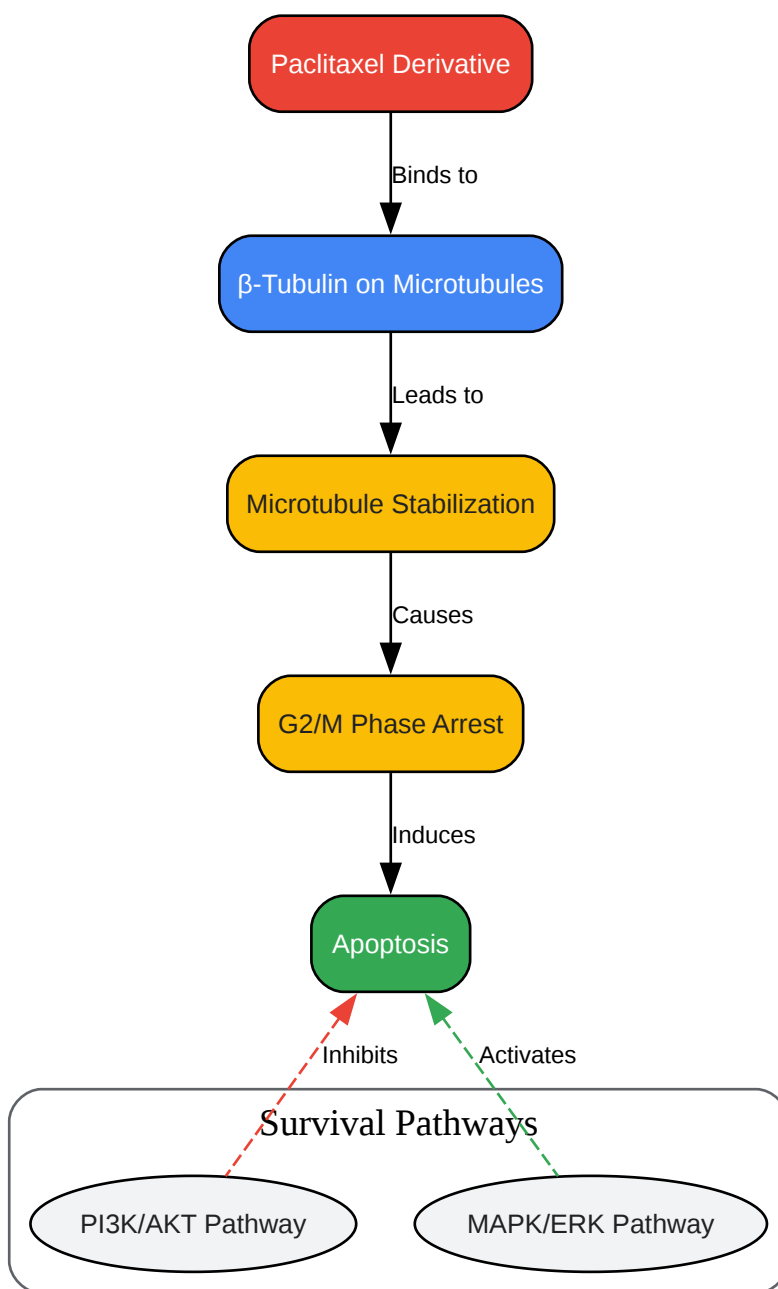 Paclitaxel Derivative
Binds to
β-Tubulin on Microtubules
Leads to
Microtubule Stabilization
Causes
G2/M Phase Arrest
Induces
Apoptosis
Inhibits
Activates
Survival Pathways
PI3K/AKT Pathway
MAPK/ERK Pathway